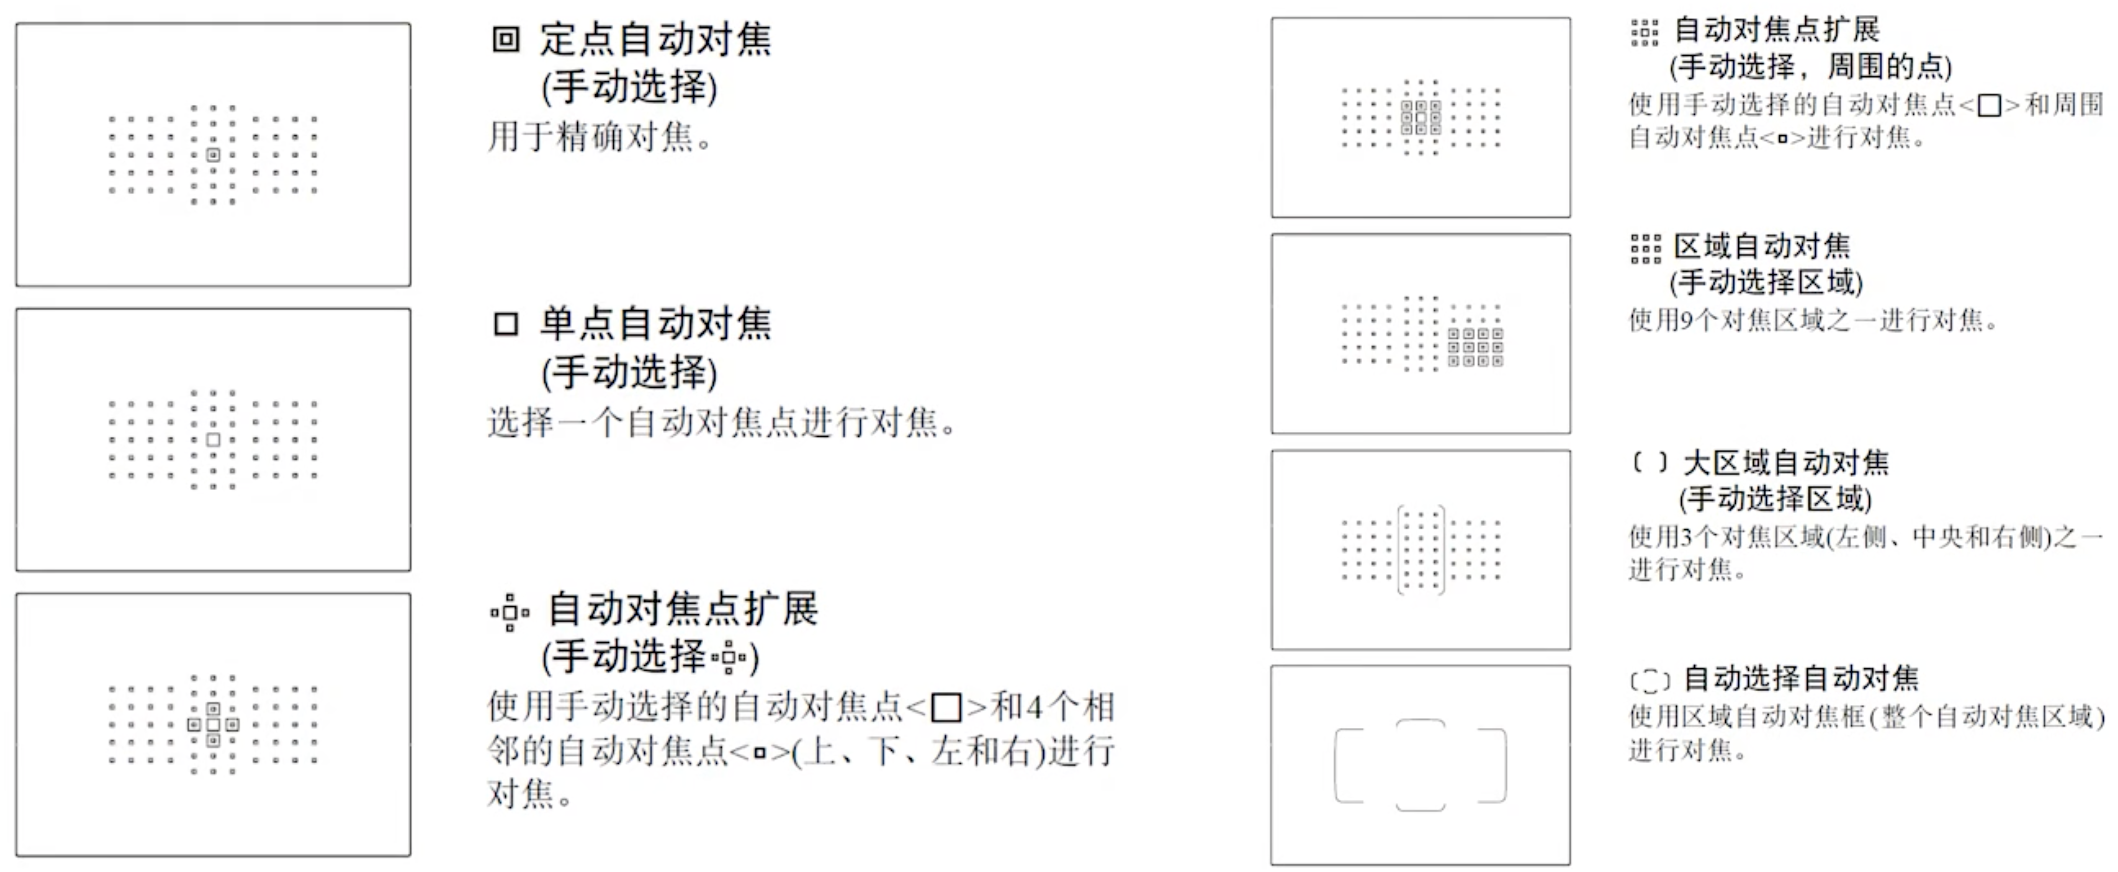 定点自动对焦
(手动选择)
用于精确对焦。
单点自动对焦
(手动选择)
选择一个自动对焦点进行对焦。
自动对焦点扩展
(手动选择)
使用手动选择的自动对焦点<□>和4个相
邻的自动对焦点<▫>(上、下、左和右)进行
对焦。
自动对焦点扩展
(手动选择，周围的点)
使用手动选择的自动对焦点<□>和周围
自动对焦点<▫>进行对焦。
区域自动对焦
(手动选择区域)
使用9个对焦区域之一进行对焦。
大区域自动对焦
(手动选择区域)
使用3个对焦区域(左侧、中央和右侧)之一
进行对焦。
自动选择自动对焦
使用区域自动对焦框(整个自动对焦区域)
进行对焦。